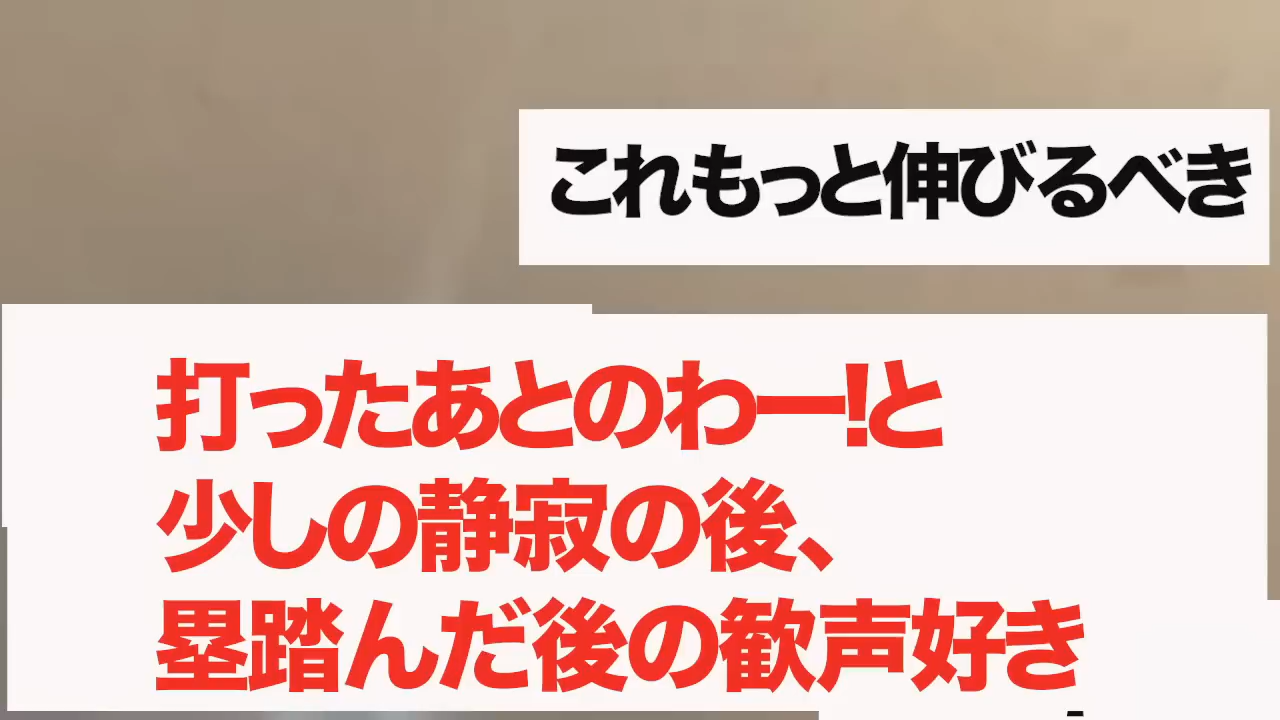 これもっと伸びるべき
打ったあとのわー!と
少しの静寂の後、
塁踏んだ後の歓声好き